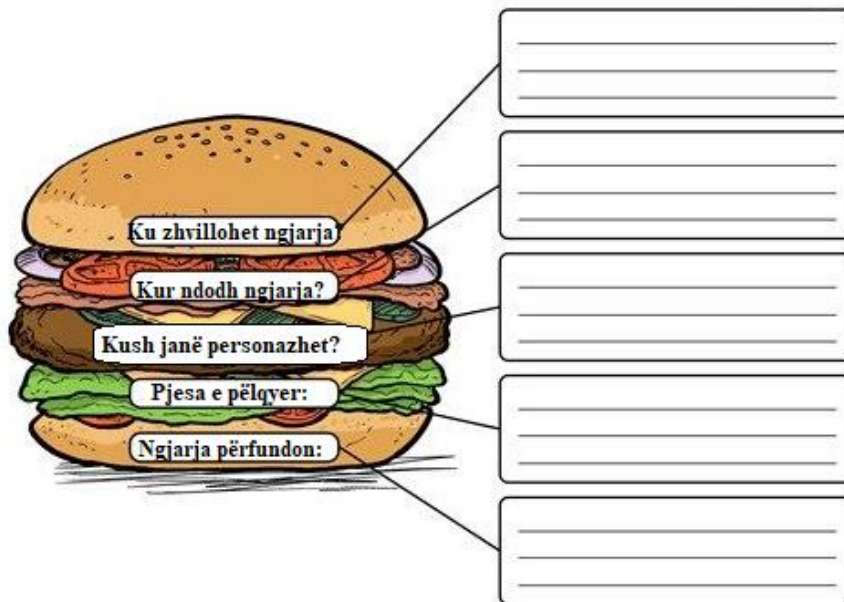 Ku zhvillohet ngjarja?
Kur ndodh ngjarja?
Kush janë personazhet?
Pjesa e pëlqyer:
Ngjarja përfundon: